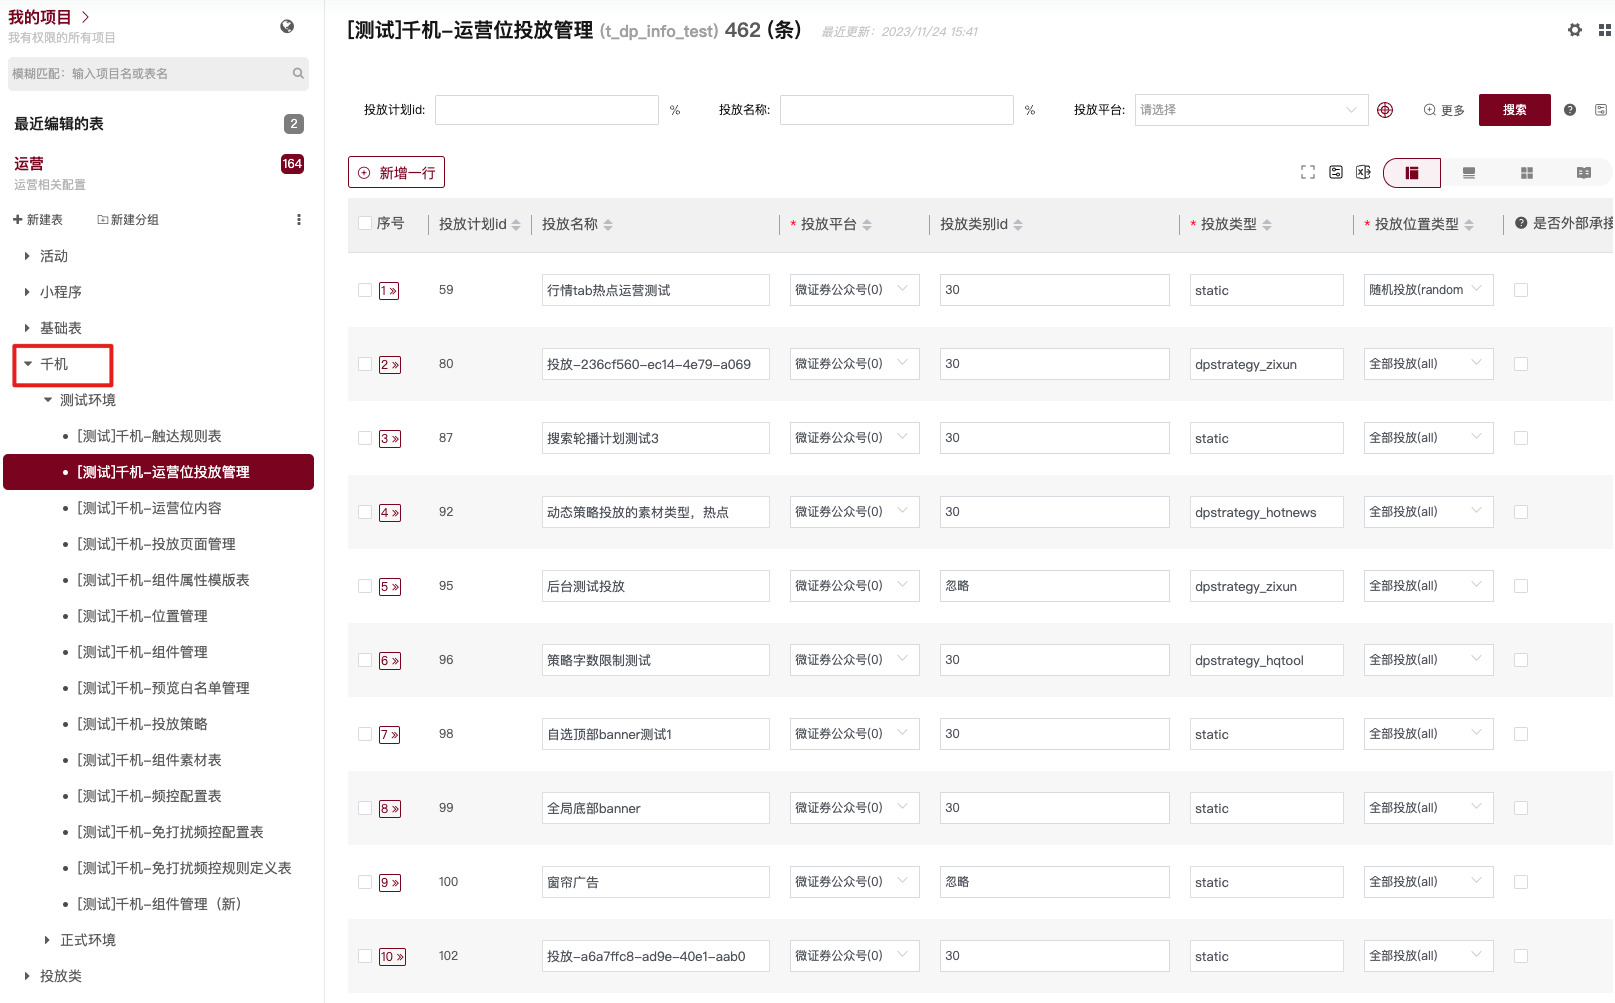 我的项目
我有权限的所有项目
模糊匹配：输入项目名或表名
最近编辑的表 2
运营 164
运营相关配置
新建表 新建分组
活动
小程序
基础表
千机
测试环境
[测试]千机-触达规则表
[测试]千机-运营位投放管理
[测试]千机-运营位内容
[测试]千机-投放页面管理
[测试]千机-组件属性模版表
[测试]千机-位置管理
[测试]千机-组件管理
[测试]千机-预览白名单管理
[测试]千机-投放策略
[测试]千机-组件素材表
[测试]千机-频控配置表
[测试]千机-免打扰频控配置表
[测试]千机-免打扰频控规则定义表
[测试]千机-组件管理（新）
正式环境
投放类
[测试]千机-运营位投放管理 (t_dp_info_test) 462 (条) 最近更新：2023/11/24 15:41
投放计划id: % 投放名称: % 投放平台: 请选择 更多 搜索
新增一行
序号 投放计划id 投放名称 * 投放平台 投放类别id * 投放类型 * 投放位置类型 是否外部承接
1 » 59 行情tab热点运营测试 微证券公众号(0) 30 static 随机投放(random
2 » 80 投放-236cf560-ec14-4e79-a069 微证券公众号(0) 30 dpstrategy_zixun 全部投放(all)
3 » 87 搜索轮播计划测试3 微证券公众号(0) 30 static 全部投放(all)
4 » 92 动态策略投放的素材类型，热点 微证券公众号(0) 30 dpstrategy_hotnews 全部投放(all)
5 » 95 后台测试投放 微证券公众号(0) 忽略 dpstrategy_zixun 全部投放(all)
6 » 96 策略字数限制测试 微证券公众号(0) 30 dpstrategy_hqtool 全部投放(all)
7 » 98 自选顶部banner测试1 微证券公众号(0) 30 static 全部投放(all)
8 » 99 全局底部banner 微证券公众号(0) 30 static 全部投放(all)
9 » 100 窗帘广告 微证券公众号(0) 忽略 static 全部投放(all)
10 » 102 投放-a6a7ffc8-ad9e-40e1-aab0 微证券公众号(0) 30 static 全部投放(all)